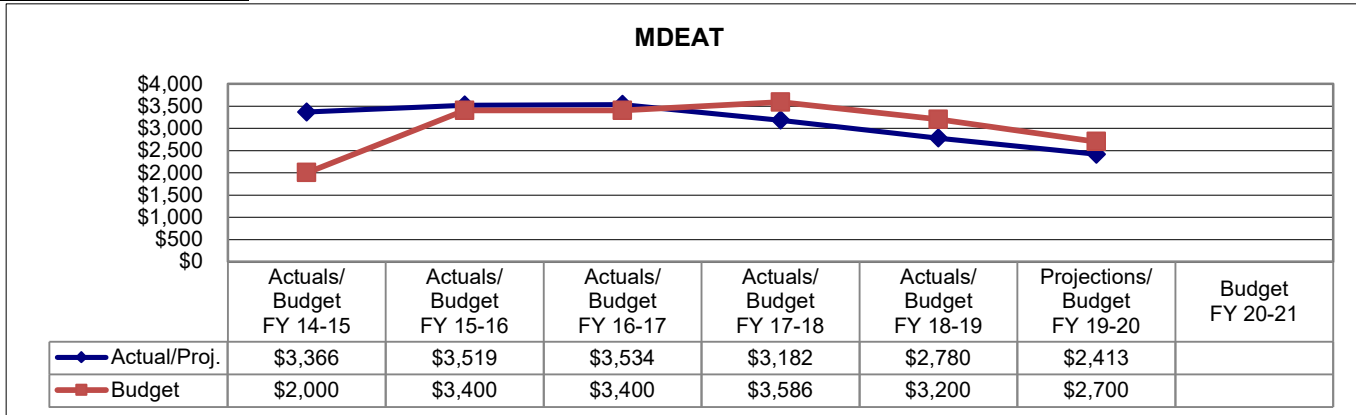 MDEAT
$4,000
$3,500
$3,000
$2,500
$2,000
$1,500
$1,000
$500
$0
Actuals/ Actuals/ Actuals/ Actuals/ Actuals/ Projections/
Budget Budget Budget Budget Budget Budget Budget
FY 14-15 FY 15-16 FY 16-17 FY 17-18 FY 18-19 FY 19-20 FY 20-21
Actual/Proj. $3,366 $3,519 $3,534 $3,182 $2,780 $2,413
Budget $2,000 $3,400 $3,400 $3,586 $3,200 $2,700